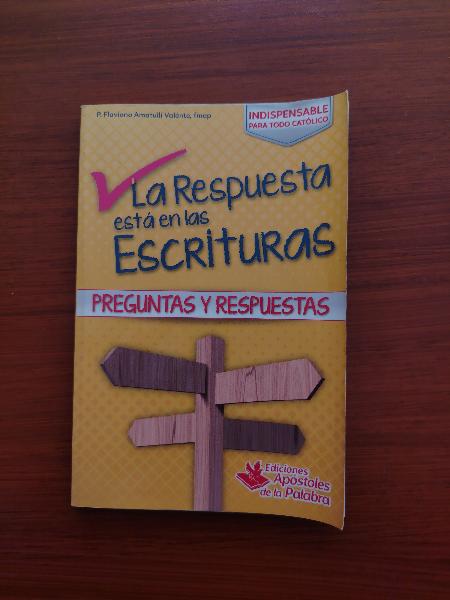 P. Flaviano Amatulli Valente, fmap
INDISPENSABLE
PARA TODO CATÓLICO
La Respuesta
está en las
Escrituras
PREGUNTAS Y RESPUESTAS
Ediciones
Apóstoles
de la Palabra